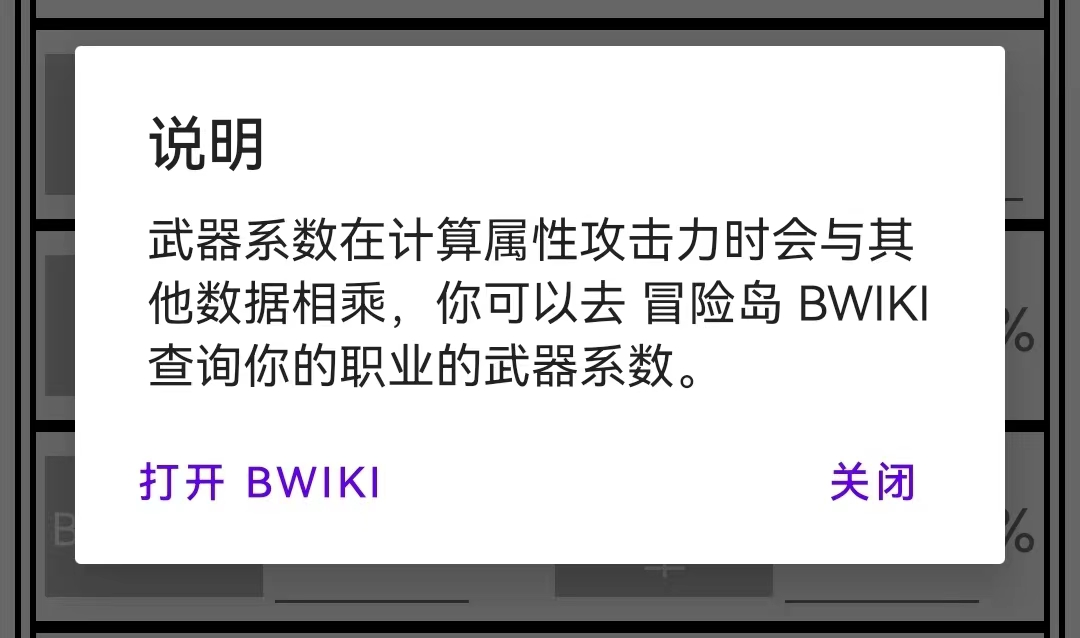 说明
武器系数在计算属性攻击力时会与其
他数据相乘，你可以去 冒险岛 BWIKI
查询你的职业的武器系数。
%
打开 BWIKI
关闭
B
%